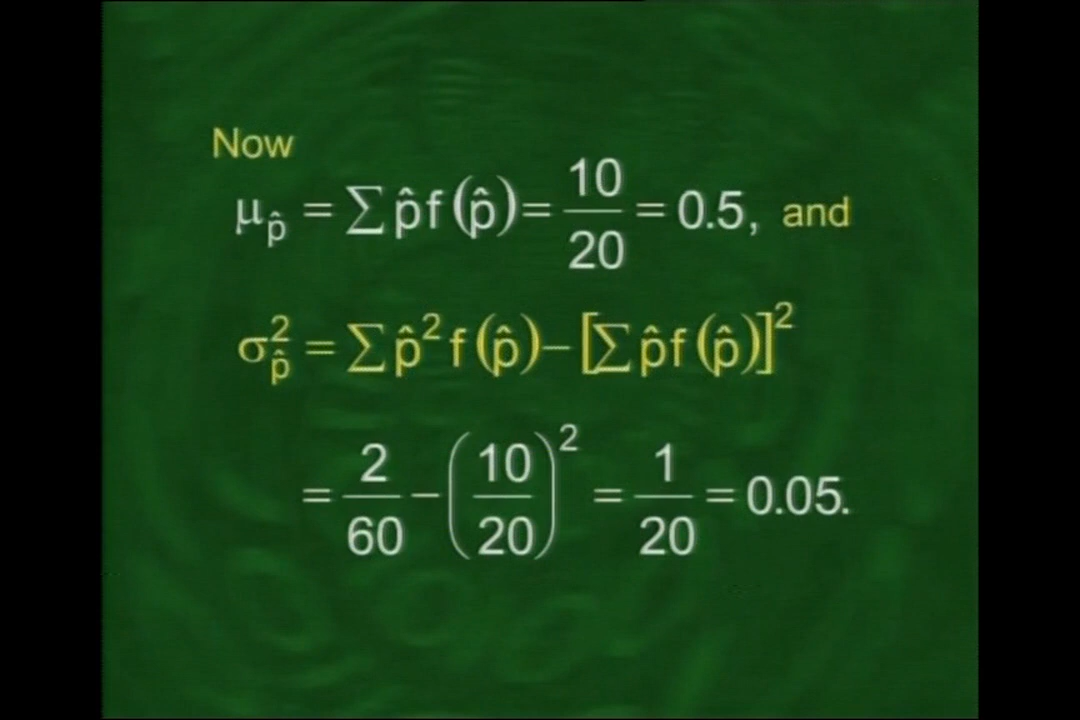 Now
μ_p̂ = ∑ p̂ f (p̂) = 10/20 = 0.5, and
σ²_p̂ = ∑ p̂² f (p̂) − [∑ p̂ f (p̂)]²
= 2/60 − (10/20)² = 1/20 = 0.05.